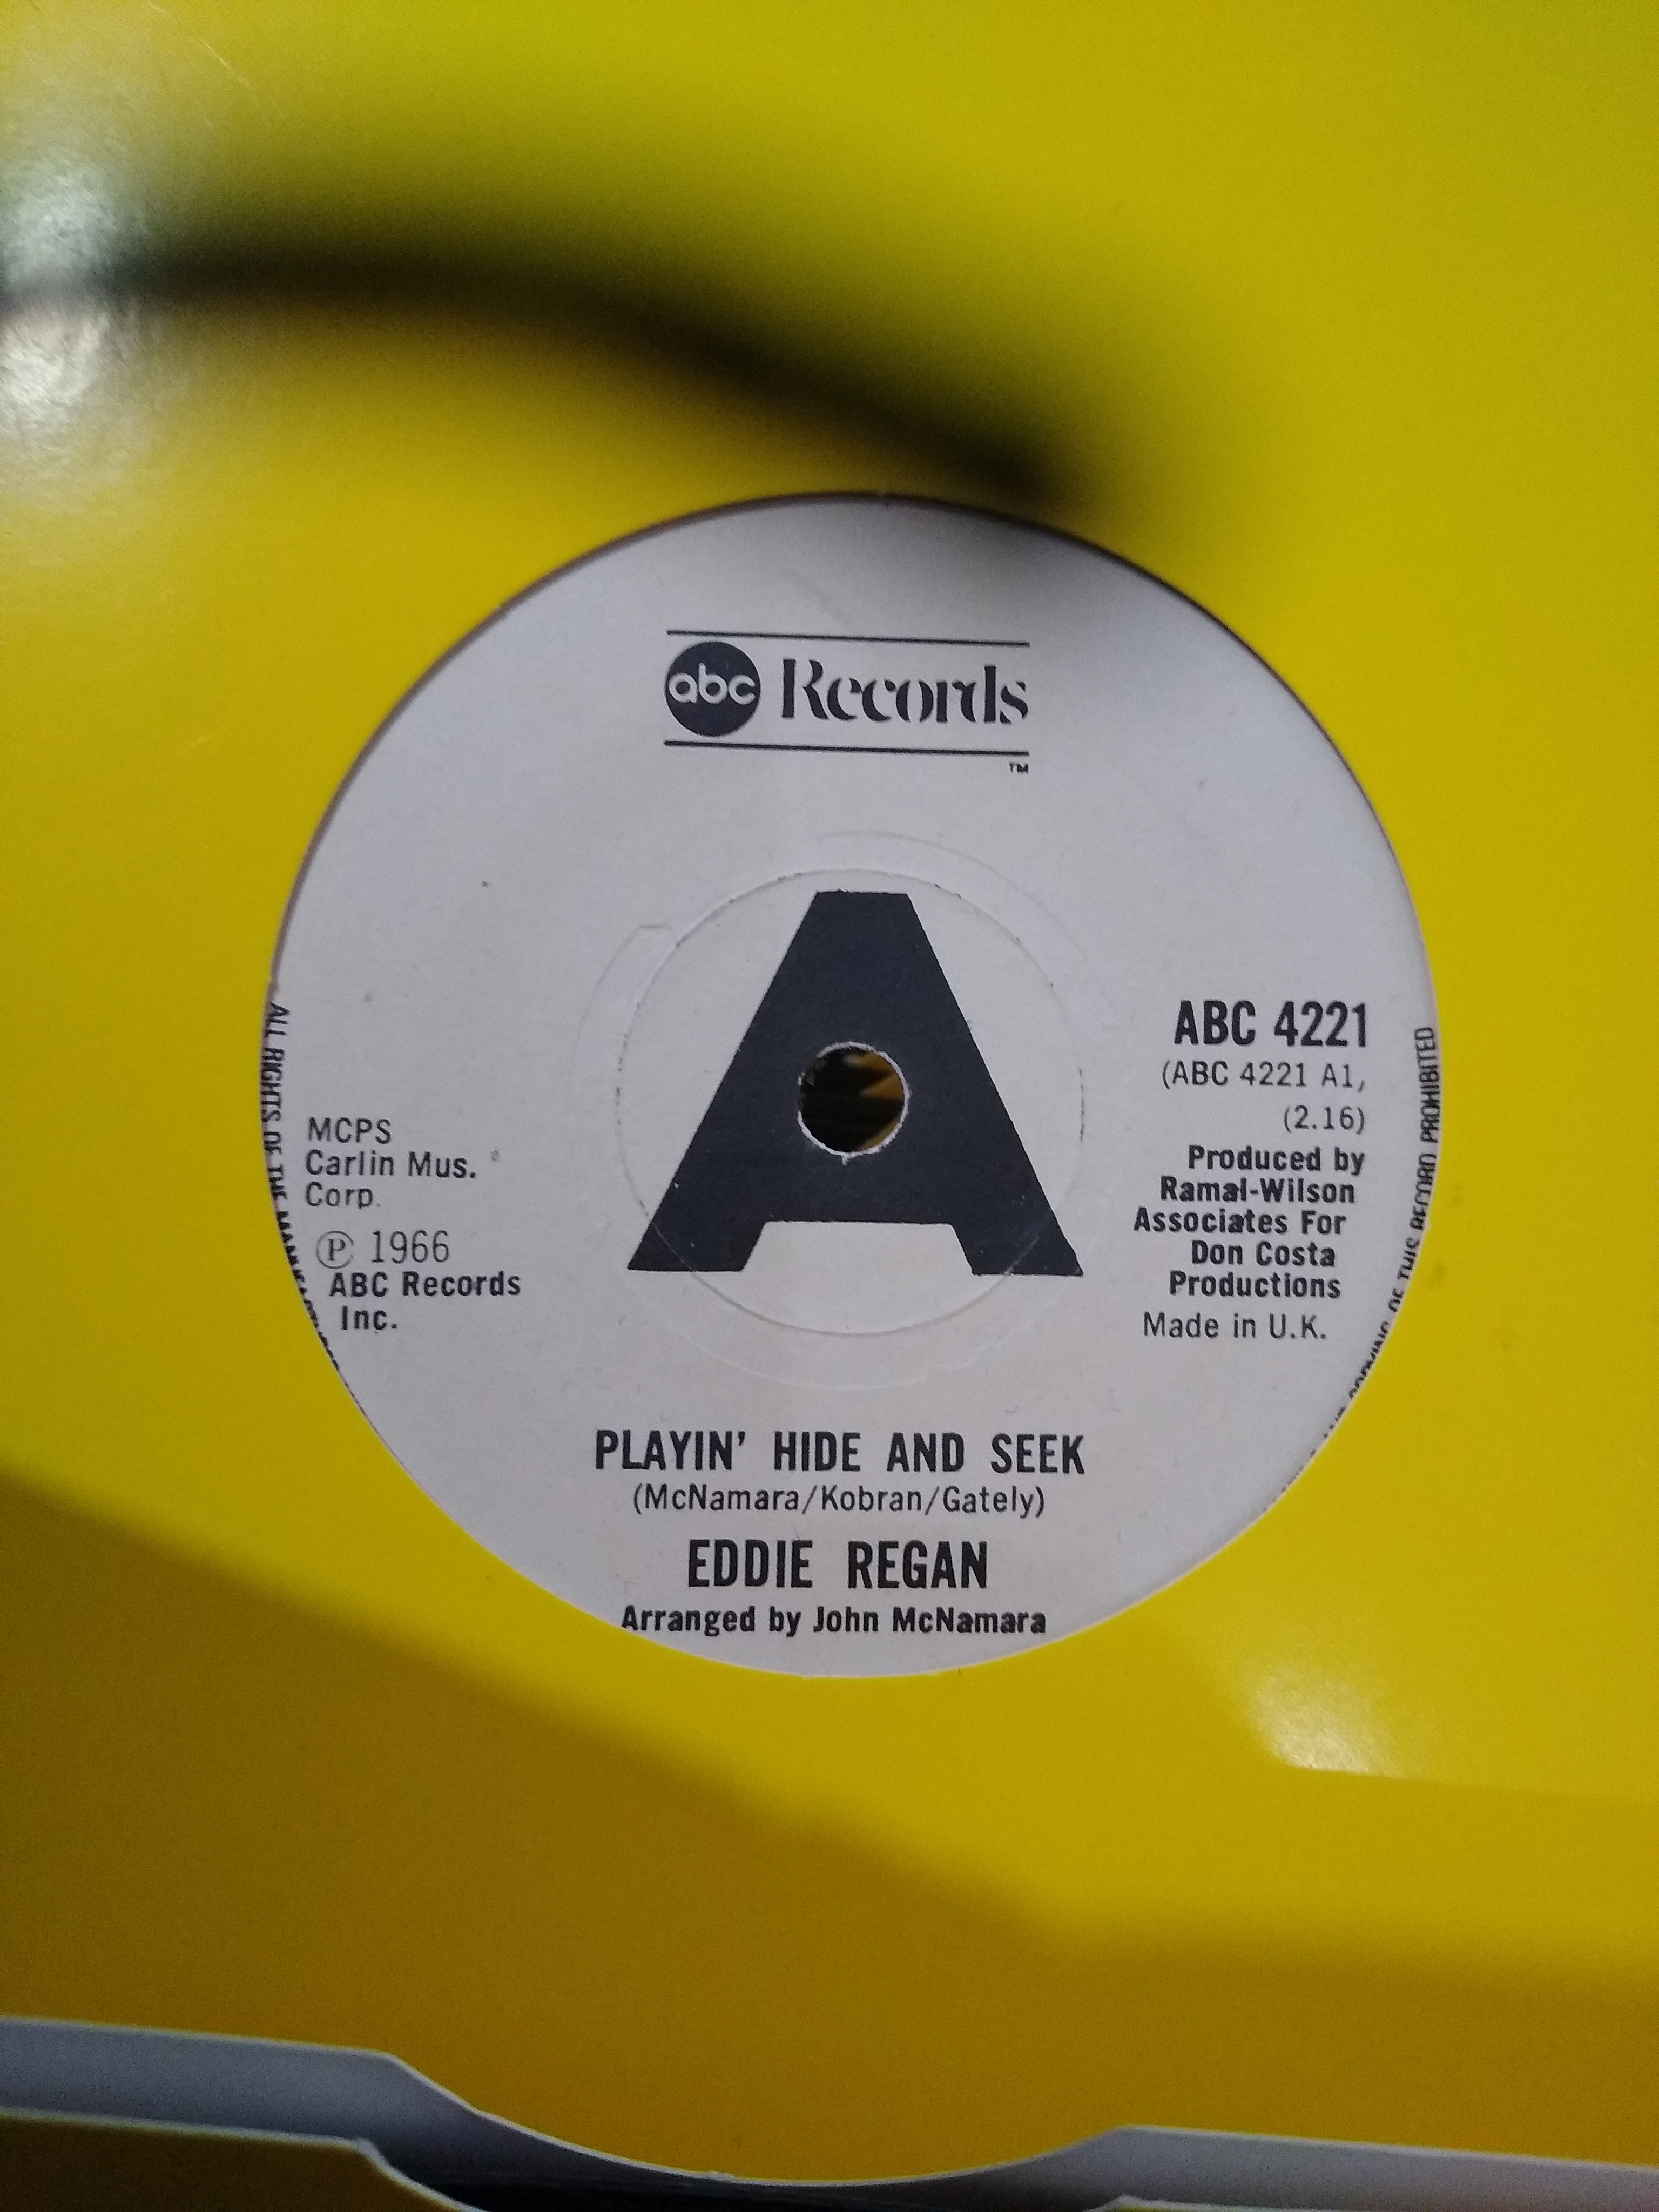 abc Records
TM
A
ABC 4221
(ABC 4221 A1,
(2.16)
Produced by
Ramal-Wilson
Associates For
Don Costa
Productions
Made in U.K.
MCPS
Carlin Mus.
Corp.
Ⓟ 1966
ABC Records
Inc.
PLAYIN' HIDE AND SEEK
(McNamara/Kobran/Gately)
EDDIE REGAN
Arranged by John McNamara
ALL RIGHTS OF THE
OF THIS RECORD PROHIBITED